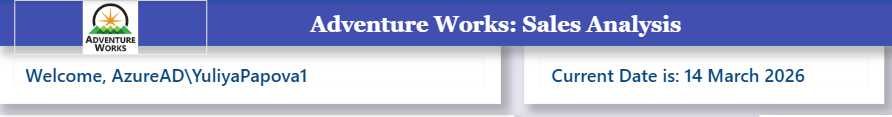 ADVENTURE
WORKS
Adventure Works: Sales Analysis
Welcome, AzureAD\YuliyaPapova1
Current Date is: 14 March 2026